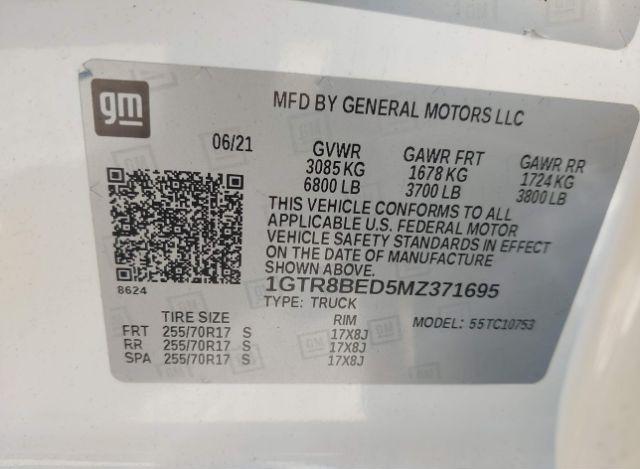 gm
MFD BY GENERAL MOTORS LLC
06/21 GVWR GAWR FRT GAWR RR
3085 KG 1678 KG 1724 KG
6800 LB 3700 LB 3800 LB
THIS VEHICLE CONFORMS TO ALL
APPLICABLE U.S. FEDERAL MOTOR
VEHICLE SAFETY STANDARDS IN EFFECT
ON THE DATE OF MANUFACTURE
SHOWN ABOVE.
8624
1GTR8BED5MZ371695
TYPE: TRUCK
TIRE SIZE RIM MODEL: 55TC10753
FRT 255/70R17 S 17X8J
RR 255/70R17 S 17X8J
SPA 255/70R17 S 17X8J